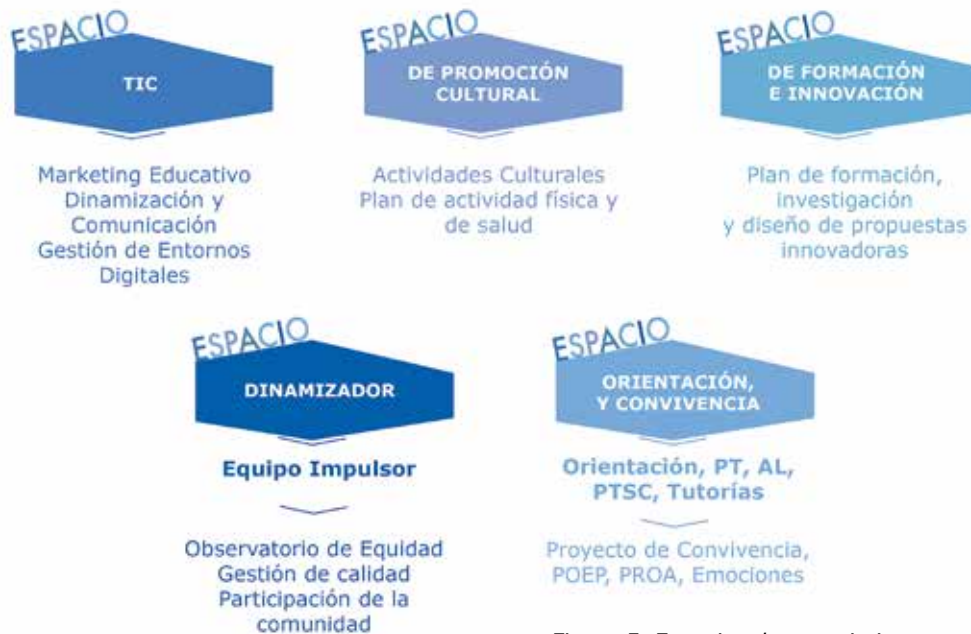 ESPACIO
TIC
Marketing Educativo
Dinamización y
Comunicación
Gestión de Entornos
Digitales
ESPACIO
DE PROMOCIÓN
CULTURAL
Actividades Culturales
Plan de actividad física y
de salud
ESPACIO
DE FORMACIÓN
E INNOVACIÓN
Plan de formación,
investigación
y diseño de propuestas
innovadoras
ESPACIO
DINAMIZADOR
Equipo Impulsor
Observatorio de Equidad
Gestión de calidad
Participación de la
comunidad
ESPACIO
ORIENTACIÓN,
Y CONVIVENCIA
Orientación, PT, AL,
PTSC, Tutorías
Proyecto de Convivencia,
POEP, PROA, Emociones